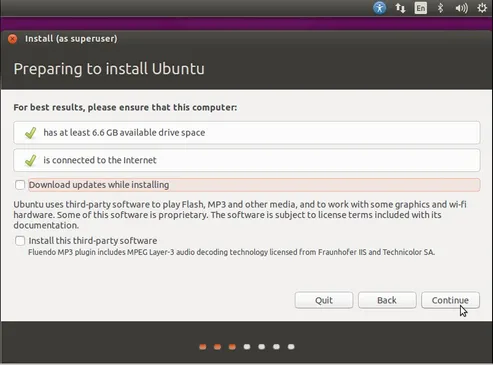 En
Install (as superuser)
Preparing to install Ubuntu
For best results, please ensure that this computer:
has at least 6.6 GB available drive space
is connected to the Internet
Download updates while installing
Ubuntu uses third-party software to play Flash, MP3 and other media, and to work with some graphics and wi-fi
hardware. Some of this software is proprietary. The software is subject to license terms included with its
documentation.
Install this third-party software
Fluendo MP3 plugin includes MPEG Layer-3 audio decoding technology licensed from Fraunhofer IIS and Technicolor SA.
Quit Back Continue